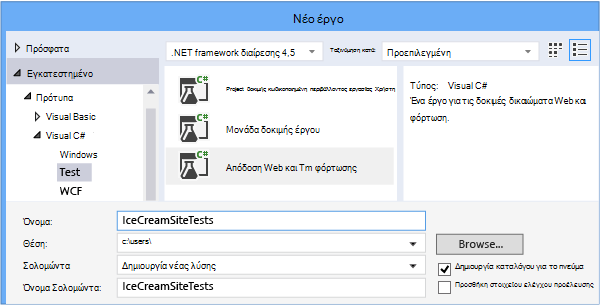 Νέο έργο
Πρόσφατα
.NET framework διαίρεσης 4,5
Ταξινόμηση κατά:
Προεπιλεγμένη
Εγκατεστημένο
Πρότυπα
Visual Basic
Visual C#
Windows
Test
WCF
C#
Project δοκιμής κωδικοποιημένη περιβάλλοντος εργασίας Χρήστη
C#
Μονάδα δοκιμής έργου
C#
Απόδοση Web και Tm φόρτωσης
Τύπος: Visual C#
Ένα έργο για τις δοκιμές δικαιώματα Web και
φόρτωση.
Όνομα: IceCreamSiteTests
Θέση: c:\users\
Browse...
Σολομώντα Δημιουργία νέας λύσης
Δημιουργία καταλόγου για το πνεύμα
Όνομα Σολομώντα: IceCreamSiteTests
Προσθήκη στοιχείου ελέγχου προέλευσης